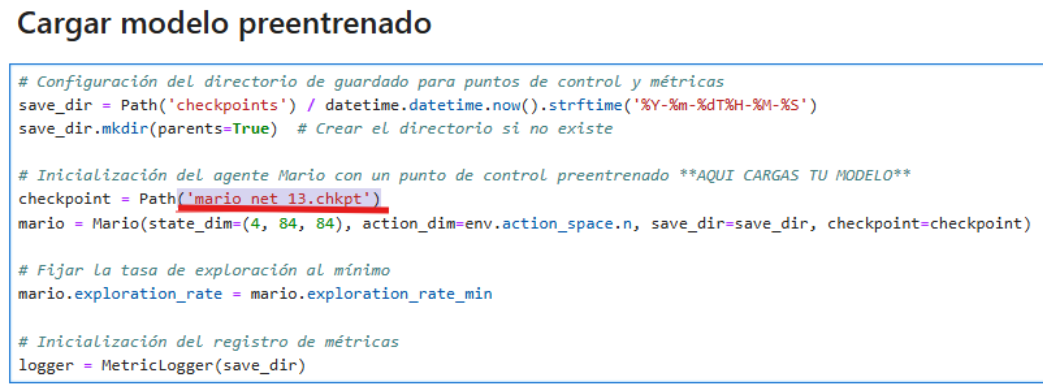 Cargar modelo preentrenado
# Configuración del directorio de guardado para puntos de control y métricas
save_dir = Path('checkpoints') / datetime.datetime.now().strftime('%Y-%m-%dT%H-%M-%S')
save_dir.mkdir(parents=True)  # Crear el directorio si no existe
# Inicialización del agente Mario con un punto de control preentrenado **AQUI CARGAS TU MODELO**
checkpoint = Path('mario_net_13.chkpt')
mario = Mario(state_dim=(4, 84, 84), action_dim=env.action_space.n, save_dir=save_dir, checkpoint=checkpoint)
# Fijar la tasa de exploración al mínimo
mario.exploration_rate = mario.exploration_rate_min
# Inicialización del registro de métricas
logger = MetricLogger(save_dir)